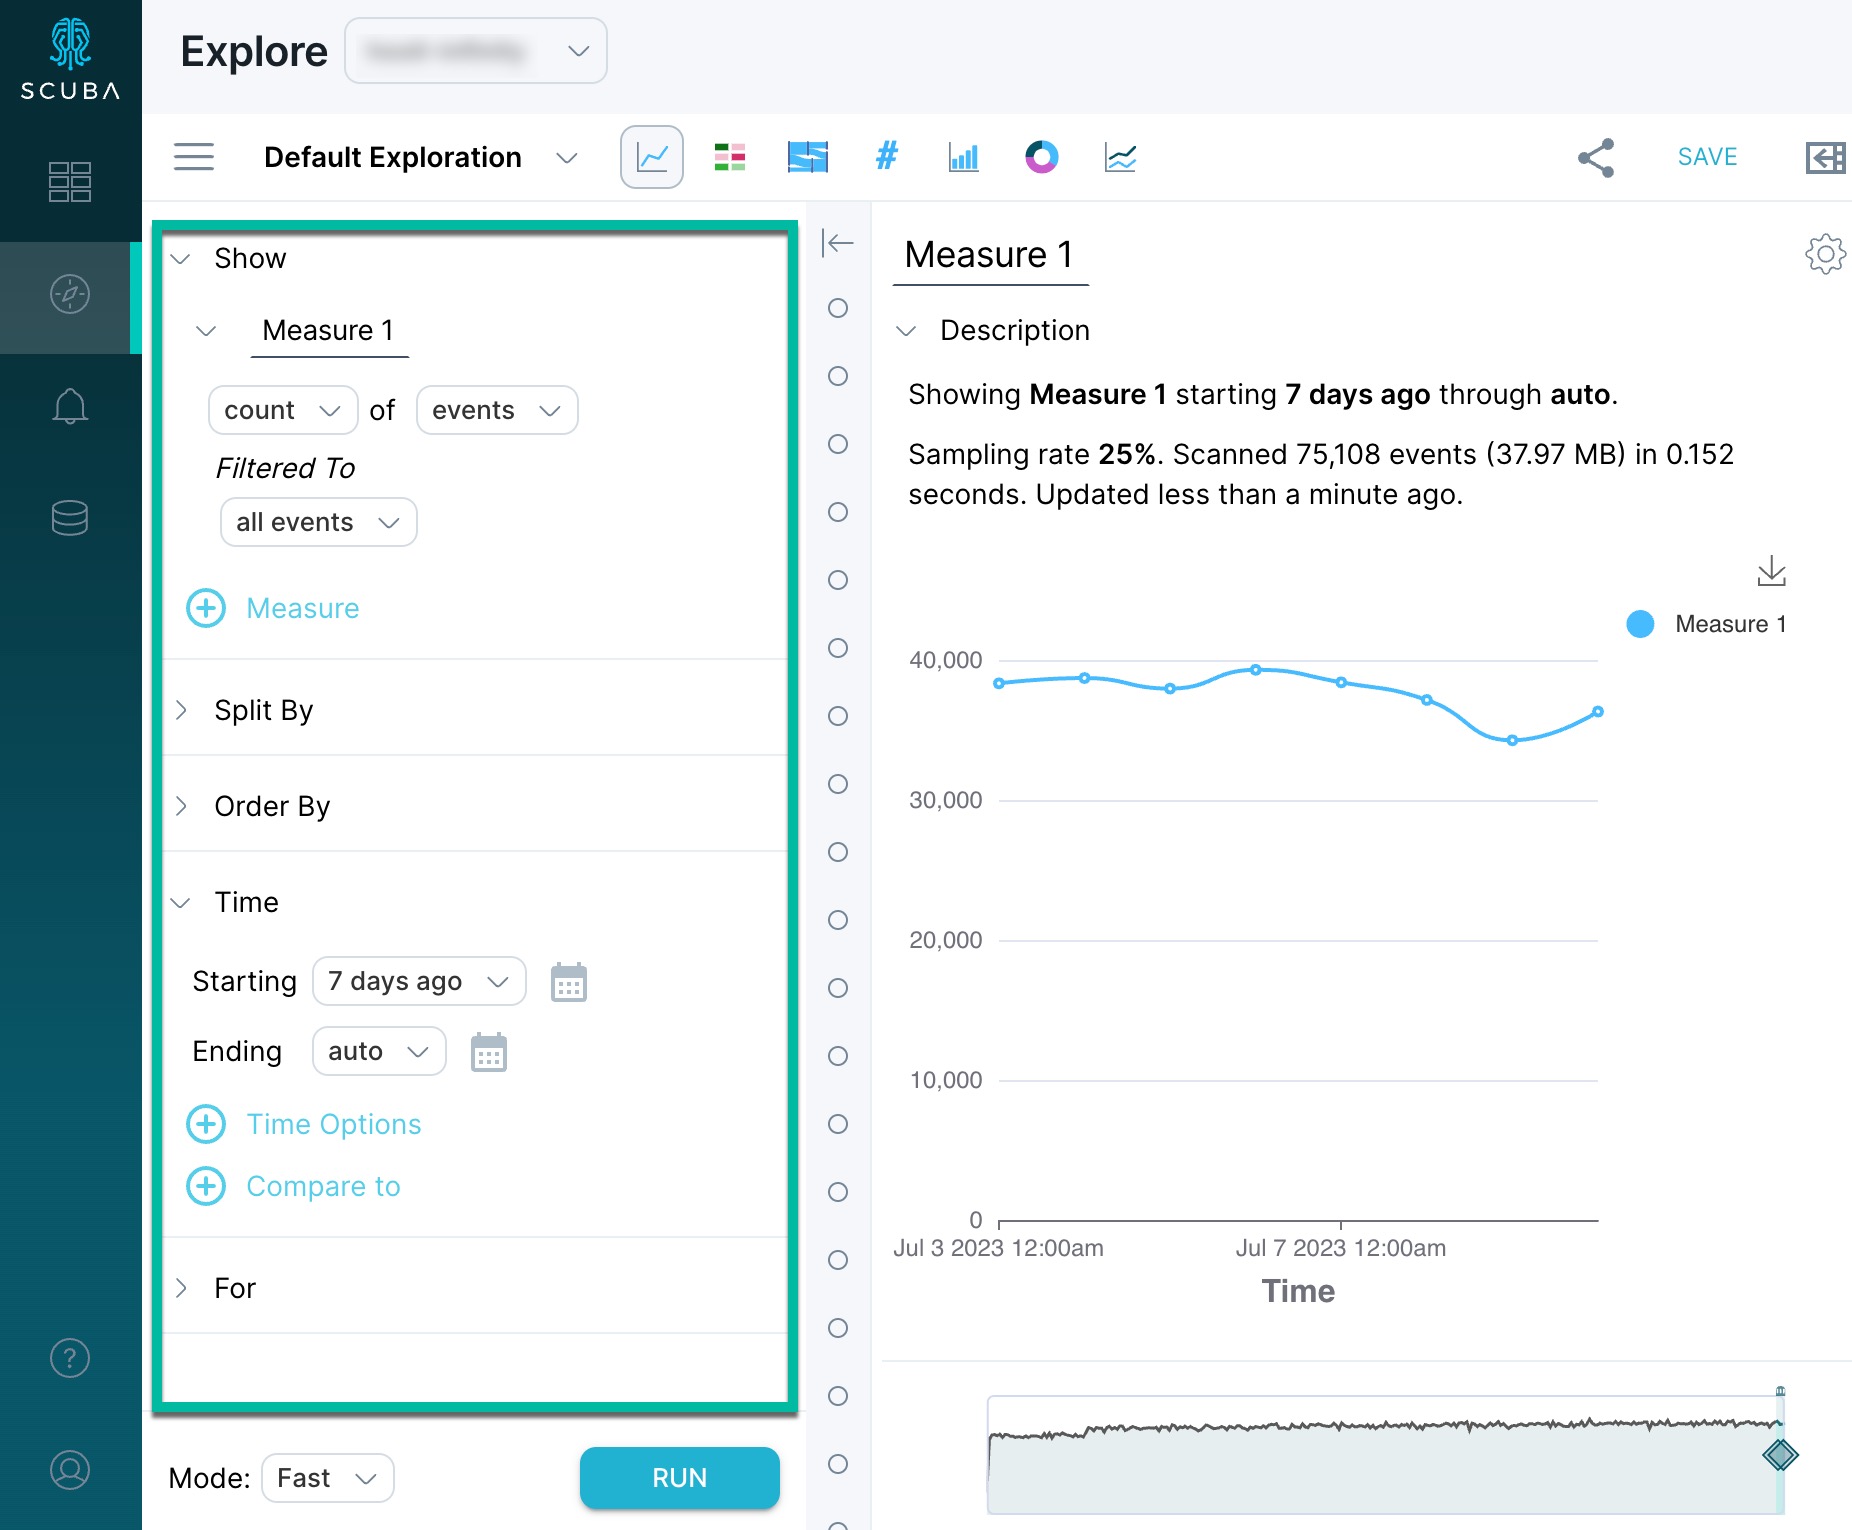 SCUBA
Explore
Default Exploration
#
SAVE
Show
Measure 1
count of events
Filtered To
all events
Measure
Split By
Order By
Time
Starting 7 days ago
Ending auto
Time Options
Compare to
For
Mode: Fast
RUN
Measure 1
Description
Showing Measure 1 starting 7 days ago through auto.
Sampling rate 25%. Scanned 75,108 events (37.97 MB) in 0.152
seconds. Updated less than a minute ago.
Measure 1
40,000
30,000
20,000
10,000
0
Jul 3 2023 12:00am Jul 7 2023 12:00am
Time
?